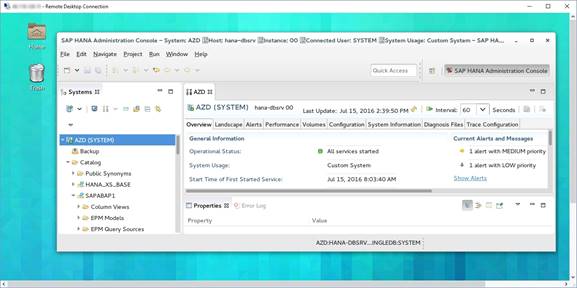 - Remote Desktop Connection
Home
Trash
SAP HANA Administration Console – System: AZD Host: hana-dbsrv Instance: 00 Connected User: SYSTEM System Usage: Custom System – SAP HA...
File Edit Navigate Project Run Window Help
Quick Access
SAP HANA Administration Console
Systems
AZD (SYSTEM)
Backup
Catalog
Public Synonyms
HANA_XS_BASE
SAPABAP1
Column Views
EPM Models
EPM Query Sources
AZD
AZD (SYSTEM) hana-dbsrv 00 Last Update: Jul 15, 2016 2:39:50 PM Interval: 60 Seconds
Overview Landscape Alerts Performance Volumes Configuration System Information Diagnosis Files Trace Configuration
General Information
Operational Status: All services started
System Usage: Custom System
Start Time of First Started Service: Jul 15, 2016 8:03:40 AM
Current Alerts and Messages
1 alert with MEDIUM priority
1 alert with LOW priority
Show Alerts
Properties Error Log
Property Value
AZD:HANA-DBSRV...INGLEDB:SYSTEM